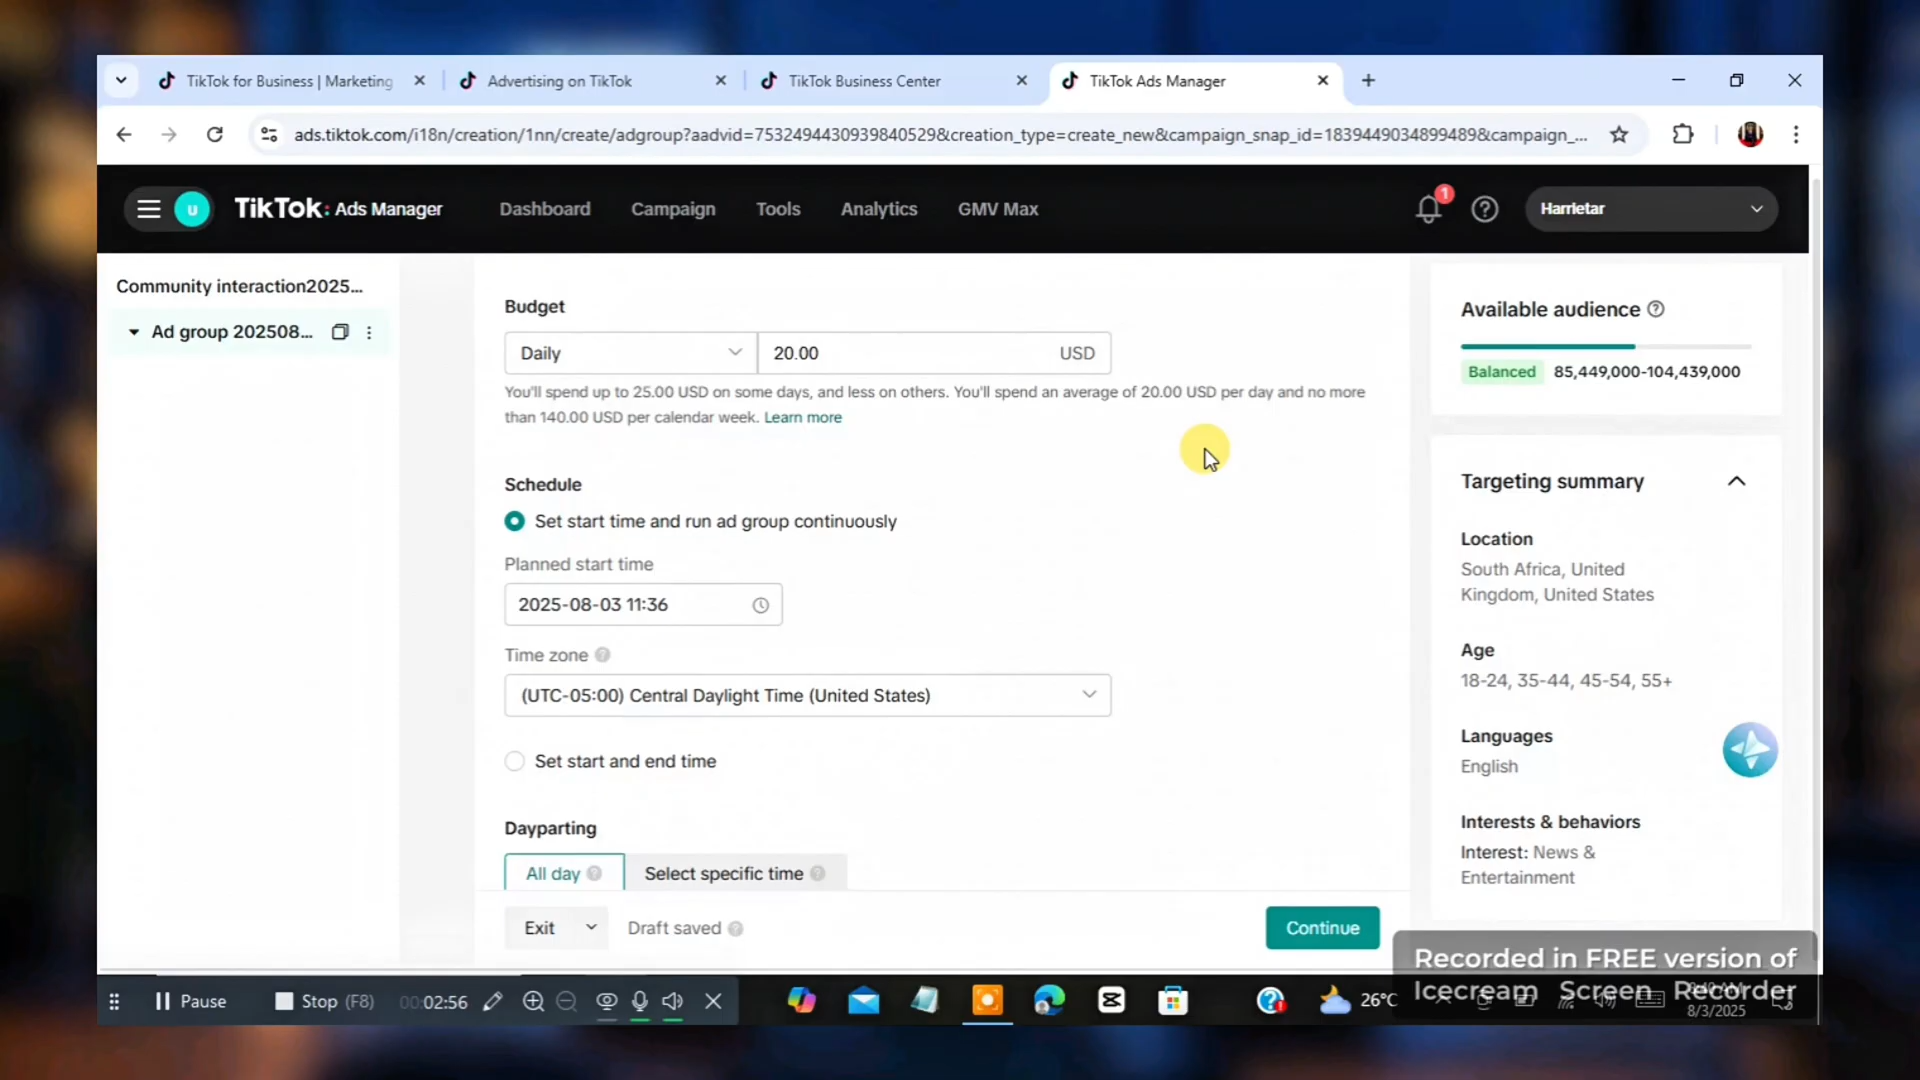 TikTok for Business | Marketing
Advertising on TikTok
TikTok Business Center
TikTok Ads Manager
ads.tiktok.com/i18n/creation/1nn/create/adgroup?aadvid=7532494430939840529&creation_type=create_new&campaign_snap_id=1839449034899489&campaign_...
U
TikTok: Ads Manager
Dashboard
Campaign
Tools
Analytics
GMV Max
1
Harrietar
Community interaction2025...
Ad group 202508...
Budget
Daily
20.00
USD
You'll spend up to 25.00 USD on some days, and less on others. You'll spend an average of 20.00 USD per day and no more
than 140.00 USD per calendar week. Learn more
Schedule
Set start time and run ad group continuously
Planned start time
2025-08-03 11:36
Time zone
(UTC-05:00) Central Daylight Time (United States)
Set start and end time
Dayparting
All day
Select specific time
Exit
Draft saved
Continue
Available audience
Balanced
85,449,000-104,439,000
Targeting summary
Location
South Africa, United
Kingdom, United States
Age
18-24, 35-44, 45-54, 55+
Languages
English
Interests & behaviors
Interest: News &
Entertainment
Recorded in FREE version of
Icecream Screen Recorder
Pause
Stop (F8)
00:02:56
26°C
8/3/2025